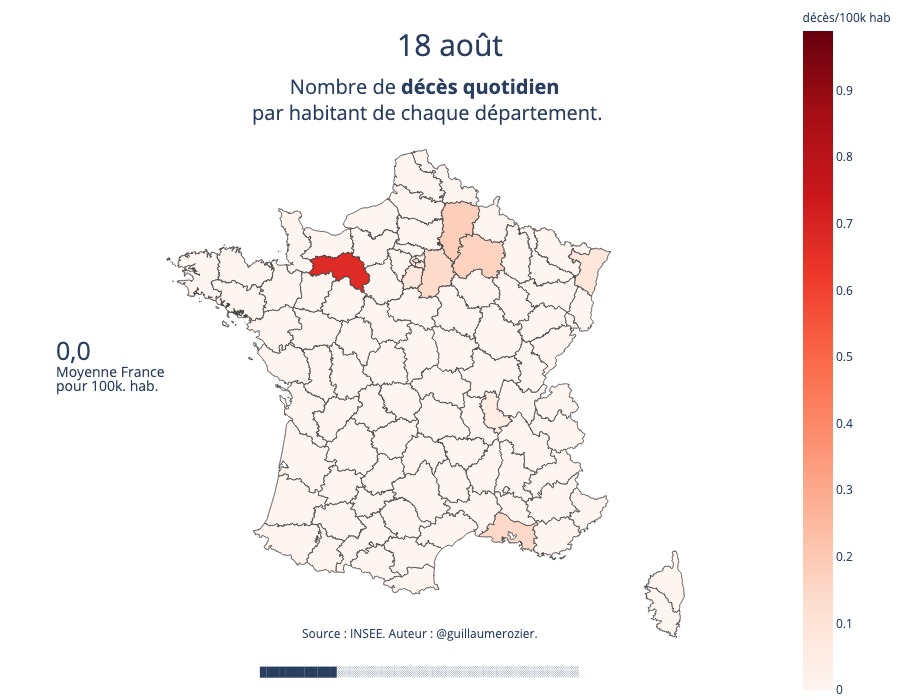 décès/100k hab
18 août
Nombre de décès quotidien
par habitant de chaque département.
0.9
0.8
0.7
0.6
0.5
0.4
0.3
0.2
0.1
0
0,0
Moyenne France
pour 100k. hab.
Source : INSEE. Auteur : @guillaumerozier.